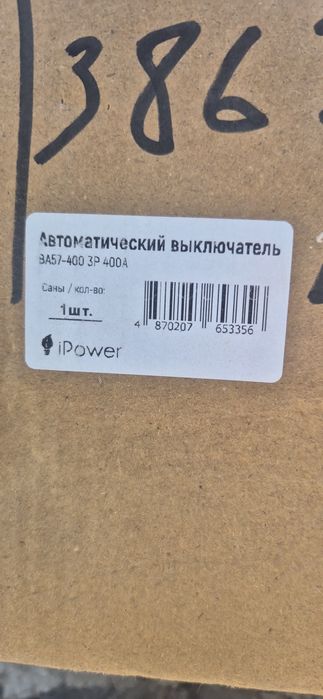 386
Автоматический выключатель
ВА57-400 3Р 400А
Саны / кол-во:
1шт.
4 870207 653356
iPower